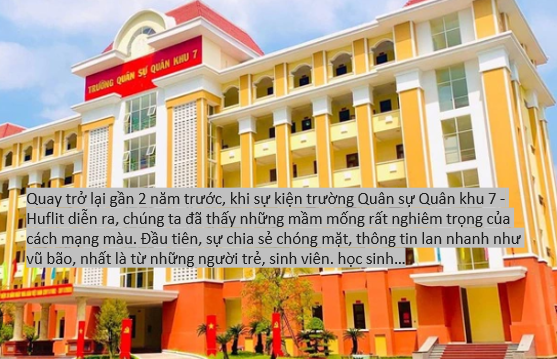 TRƯỜNG QUÂN SỰ QUÂN KHU 7
Quay trở lại gần 2 năm trước, khi sự kiện trường Quân sự Quân khu 7 -
Huflit diễn ra, chúng ta đã thấy những mầm mống rất nghiêm trọng của
cách mạng màu. Đầu tiên, sự chia sẻ chóng mặt, thông tin lan nhanh như
vũ bão, nhất là từ những người trẻ, sinh viên. học sinh...